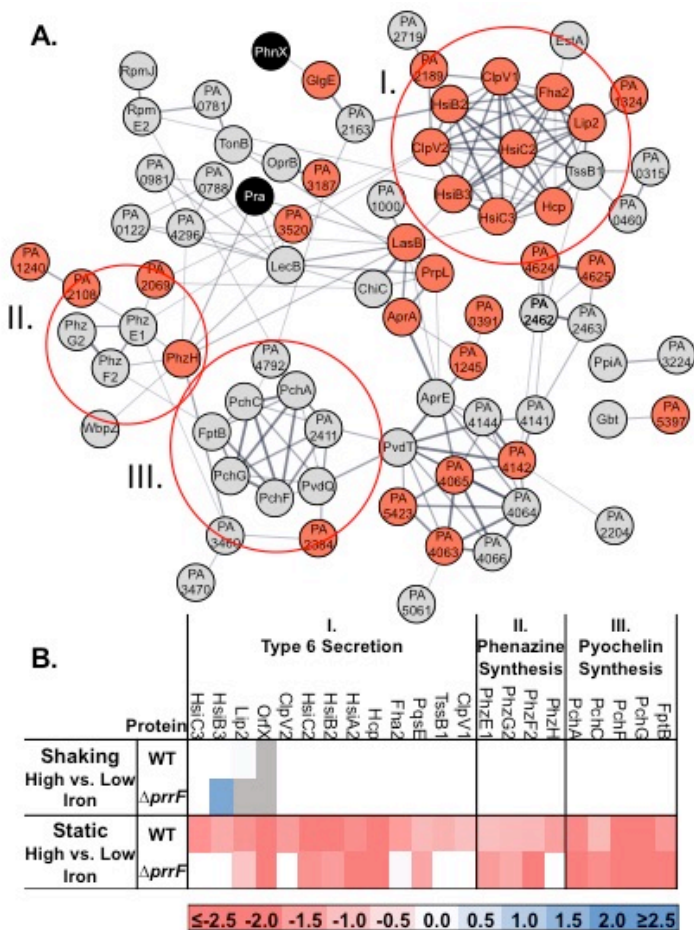 A.
PhnX
PA 2719
EstA
I.
PA 2189
ClpV1
RpmJ
GlgE
HsiB2
Fha2
PA 1324
PA 0781
Rpm E2
PA 2163
Lip2
TonB
OprB
ClpV2
HsiC2
PA 0981
PA 0788
PA 3187
TssB1
PA 0315
Pra
HsiB3
PA 1000
Hcp
HsiC3
PA 0460
PA 0122
PA 4296
PA 3520
LasB
PA 1240
LecB
PrpL
PA 4624
PA 4625
PA 2108
PA 2069
ChiC
II.
AprA
PA 0391
PA 2462
PA 2463
Phz G2
Phz E1
Phz F2
PhzH
PA 4792
PA 1245
PpiA
PA 3224
PchC
PchA
AprE
WbpZ
FptB
PA 2411
PA 4144
PA 4141
Gbt
PA 5397
III.
PvdT
PchG
PchF
PvdQ
PA 4065
PA 4142
PA 5423
PA 4064
PA 3460
PA 2384
PA 4063
PA 4066
PA 2204
PA 3470
PA 5061
B.
I. II. III.
Type 6 Secretion Phenazine Pyochelin
Synthesis Synthesis
Protein HsiC3 HsiB3 Lip2 OrfX ClpV2 HsiC2 HsiB2 HsiA2 Hcp Fha2 PqsE TssB1 ClpV1 PhzE1 PhzG2 PhzF2 PhzH PchA PchC PchF PchG FptB
Shaking WT
High vs. Low
Iron ΔprrF
Static WT
High vs. Low
Iron ΔprrF
≤-2.5 -2.0 -1.5 -1.0 -0.5 0.0 0.5 1.0 1.5 2.0 ≥2.5